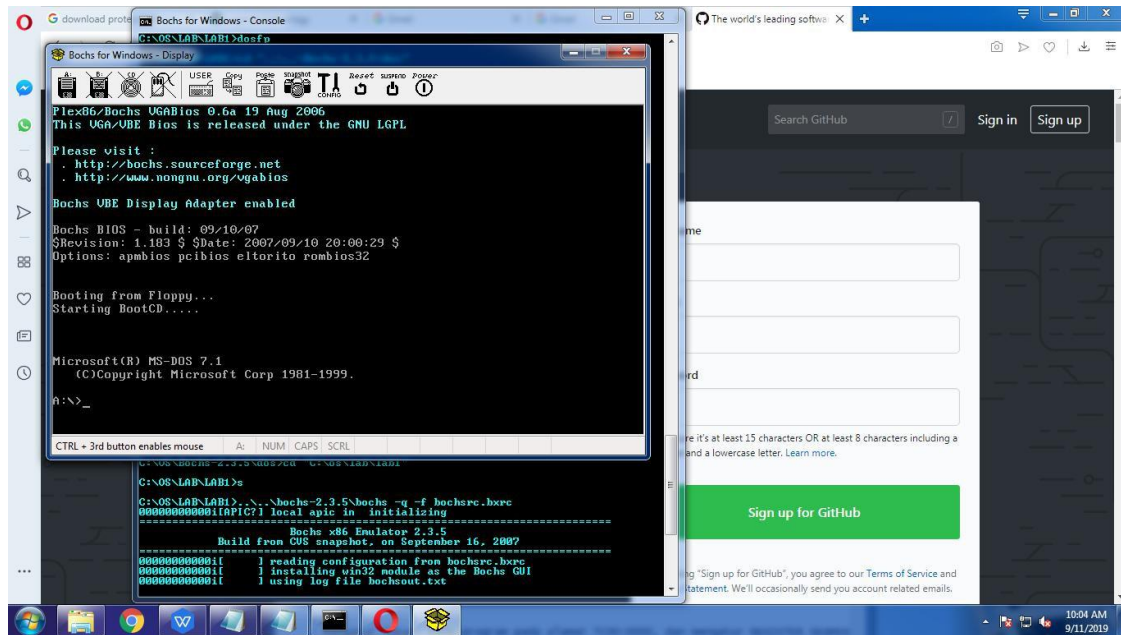 G download prote
Bochs for Windows - Console
The world's leading softwa
C:\OS\LAB\LAB1>dosfp
Bochs for Windows - Display
A: B: CD USER Copy Paste snapshot CONFIG Reset SUSPEND Power
Plex86/Bochs VGABios 0.6a 19 Aug 2006
This VGA/VBE Bios is released under the GNU LGPL
Please visit :
. http://bochs.sourceforge.net
. http://www.nongnu.org/vgabios
Bochs VBE Display Adapter enabled
Bochs BIOS - build: 09/10/07
$Revision: 1.183 $ $Date: 2007/09/10 20:00:29 $
Options: apmbios pcibios eltorito rombios32
Booting from Floppy...
Starting BootCD.....
Microsoft(R) MS-DOS 7.1
(C)Copyright Microsoft Corp 1981-1999.
A:\>_
CTRL + 3rd button enables mouse A: NUM CAPS SCRL
C:\OS\LAB\LAB1>s
C:\OS\LAB\LAB1>..\..\bochs-2.3.5\bochs -q -f bochsrc.bxrc
00000000000i[APIC?] local apic in initializing
Bochs x86 Emulator 2.3.5
Build from CVS snapshot, on September 16, 2007
00000000000i[ ] reading configuration from bochsrc.bxrc
00000000000i[ ] installing win32 module as the Bochs GUI
00000000000i[ ] using log file bochsout.txt
Search GitHub /
Sign in Sign up
me
rd
re it's at least 15 characters OR at least 8 characters including a
and a lowercase letter. Learn more.
Sign up for GitHub
ng "Sign up for GitHub", you agree to our Terms of Service and
tatement. We'll occasionally send you account related emails.
10:04 AM
9/11/2019